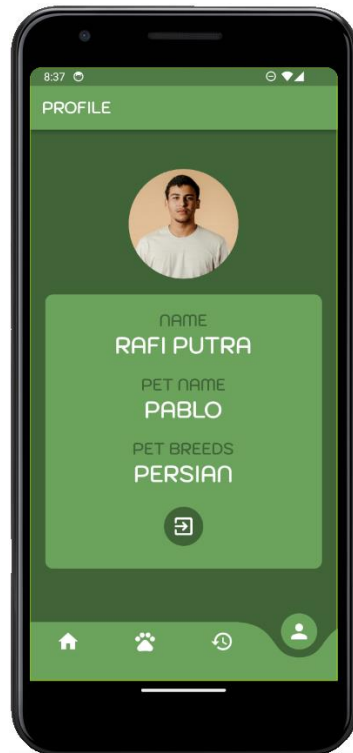 8:37
PROFILE
NAME
RAFI PUTRA
PET NAME
PABLO
PET BREEDS
PERSIAN